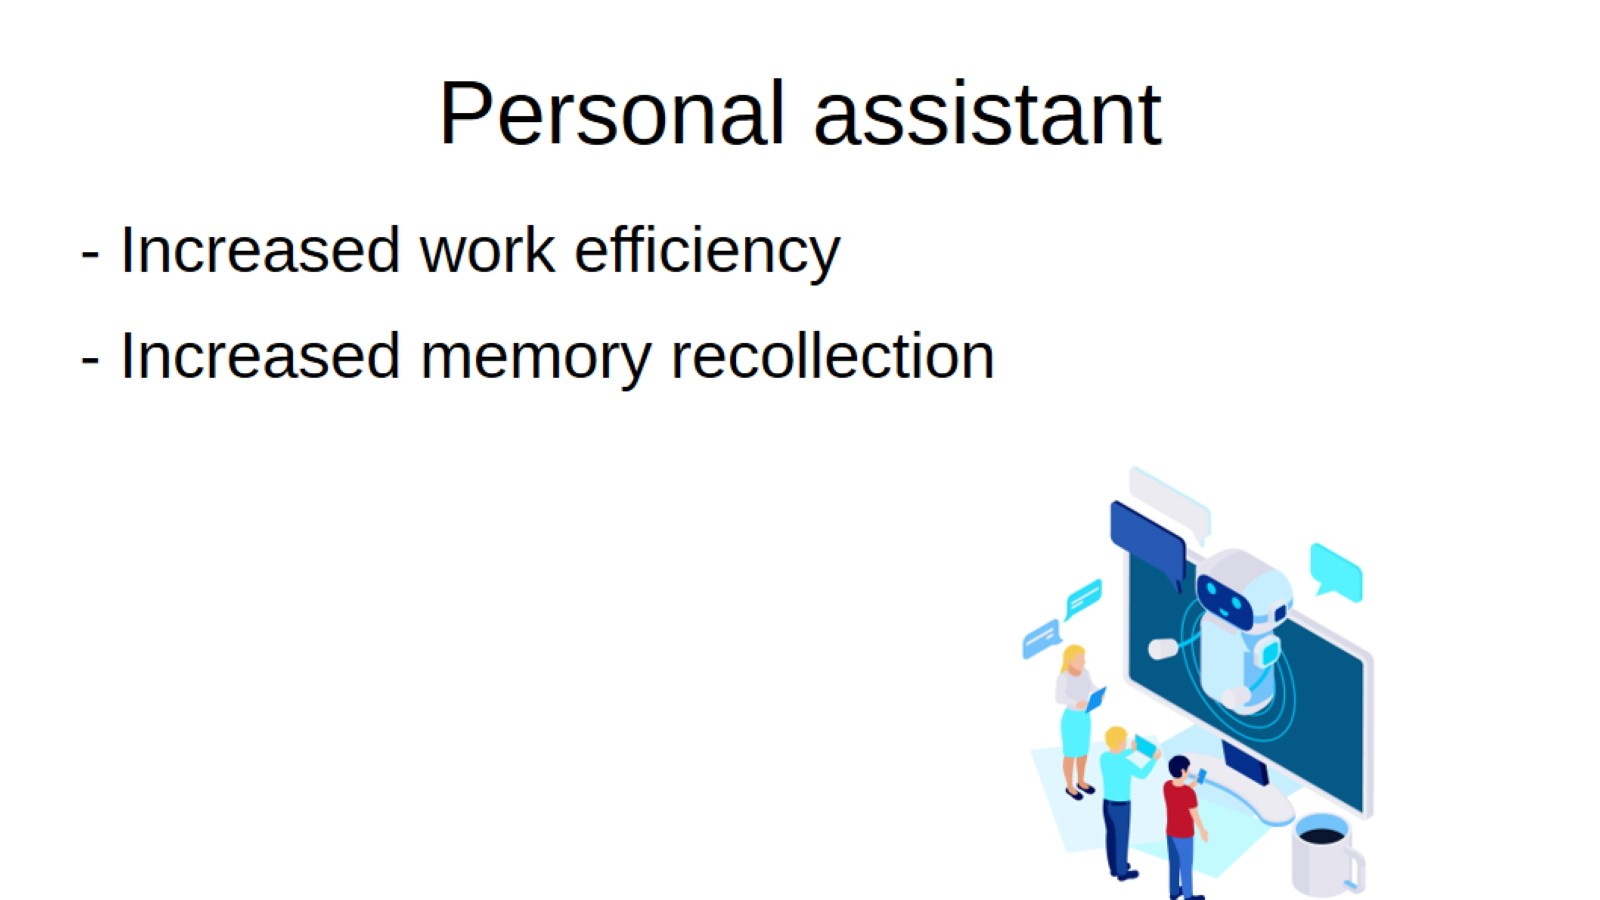 Personal assistant
- Increased work efficiency
- Increased memory recollection